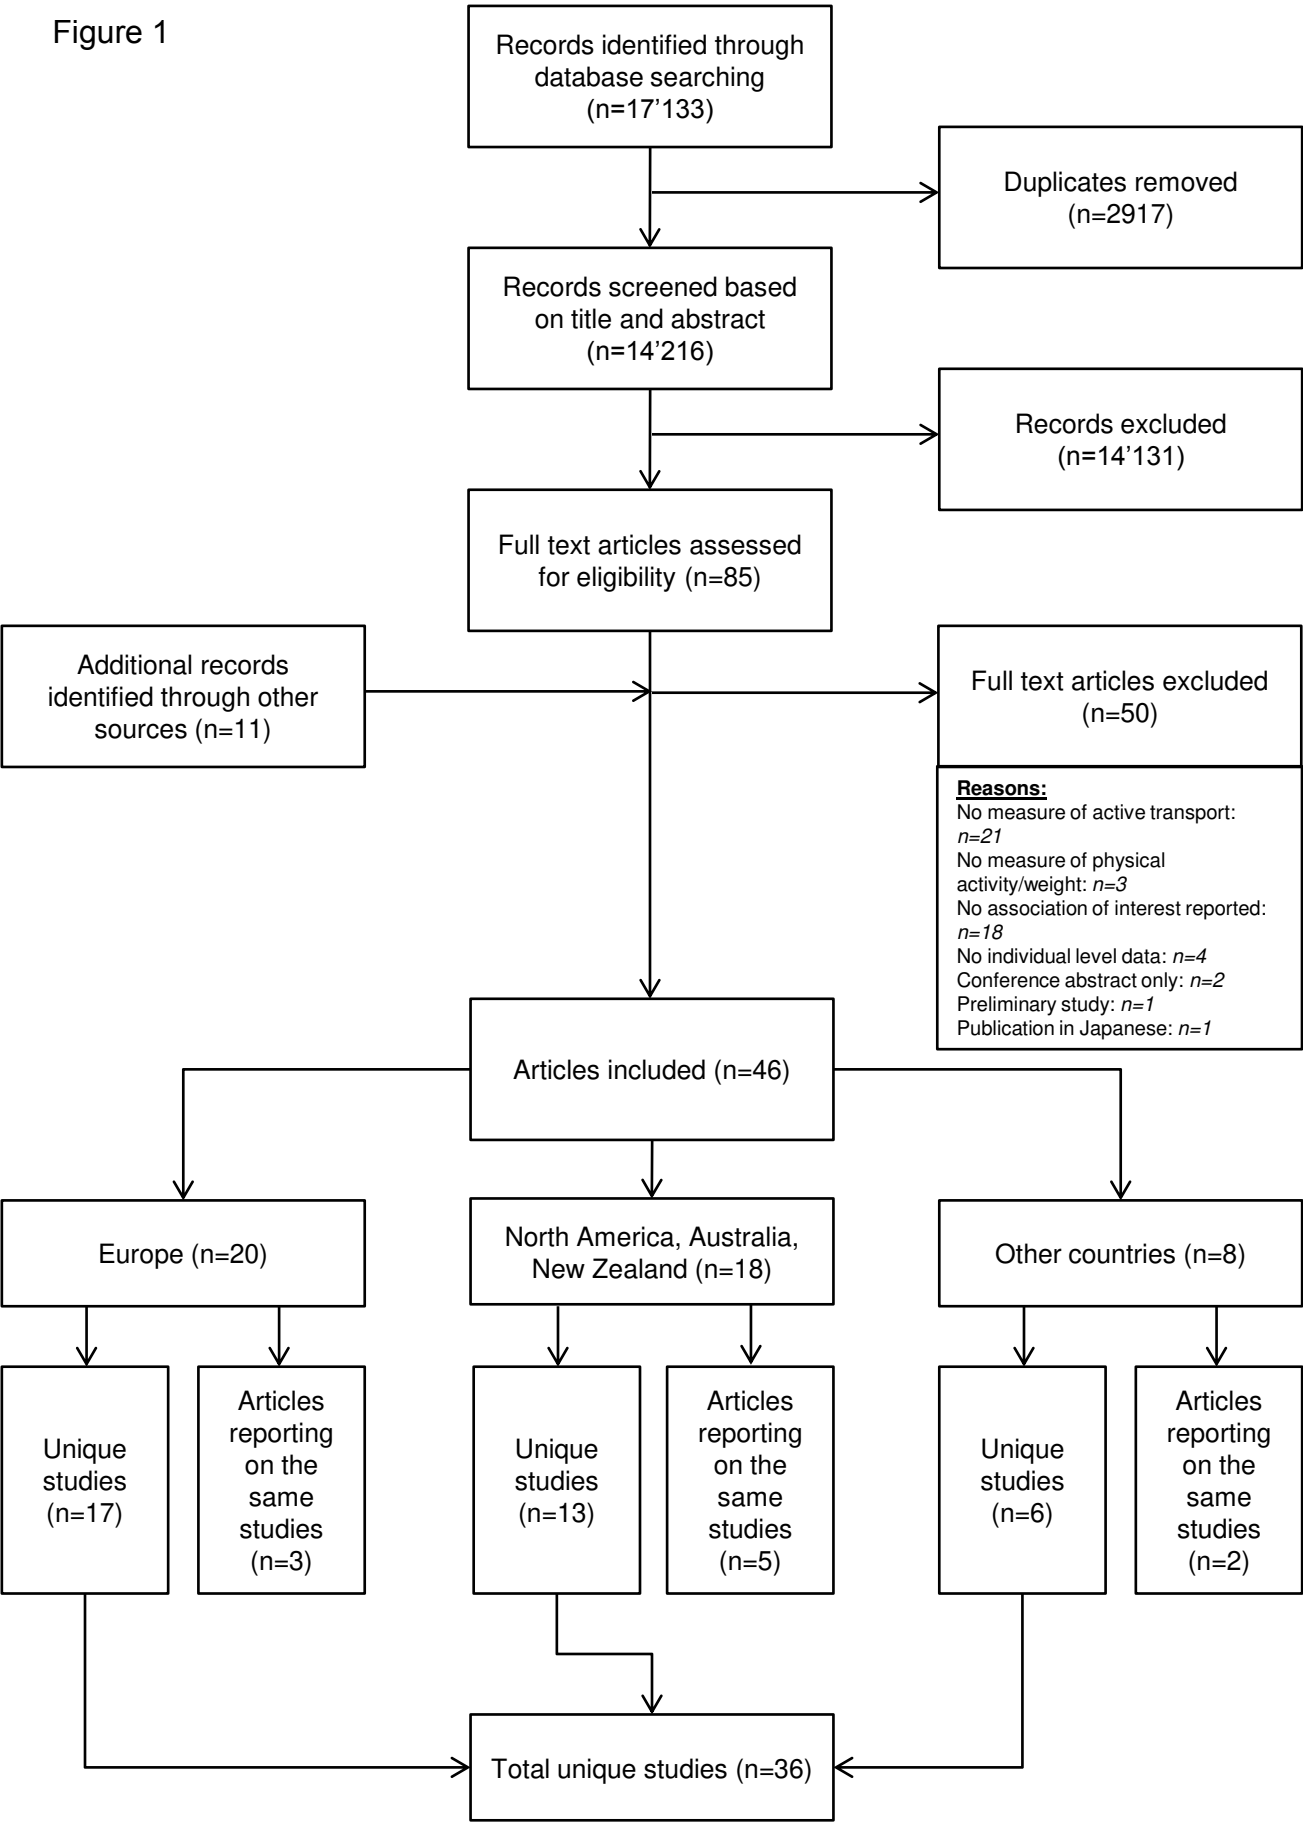 Figure 1
Records identified through
database searching
(n=17’133)
Duplicates removed
(n=2917)
Records screened based
on title and abstract
(n=14’216)
Records excluded
(n=14’131)
Full text articles assessed
for eligibility (n=85)
Additional records
identified through other
sources (n=11)
Full text articles excluded
(n=50)
Reasons:
No measure of active transport:
n=21
No measure of physical
activity/weight: n=3
No association of interest reported:
n=18
No individual level data: n=4
Conference abstract only: n=2
Preliminary study: n=1
Publication in Japanese: n=1
Articles included (n=46)
Europe (n=20)
North America, Australia,
New Zealand (n=18)
Other countries (n=8)
Unique
studies
(n=17)
Articles
reporting
on the
same
studies
(n=3)
Unique
studies
(n=13)
Articles
reporting
on the
same
studies
(n=5)
Unique
studies
(n=6)
Articles
reporting
on the
same
studies
(n=2)
Total unique studies (n=36)